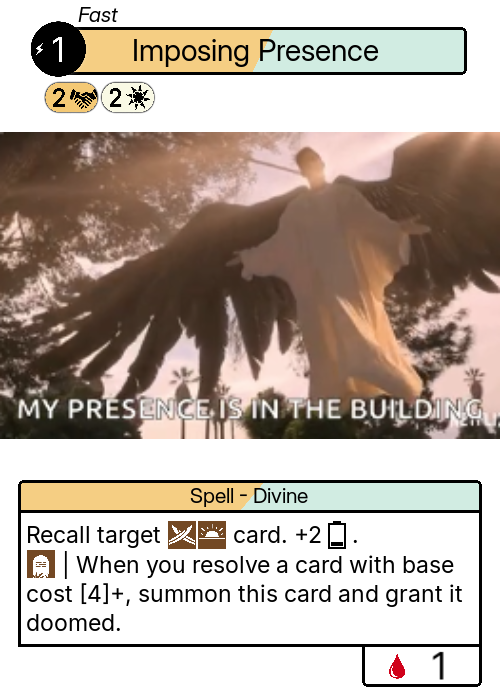 Fast
1
Imposing Presence
2 2
MY PRESENCE IS IN THE BUILDING
Spell - Divine
Recall target card. +2 .
| When you resolve a card with base
cost [4]+, summon this card and grant it
doomed.
1